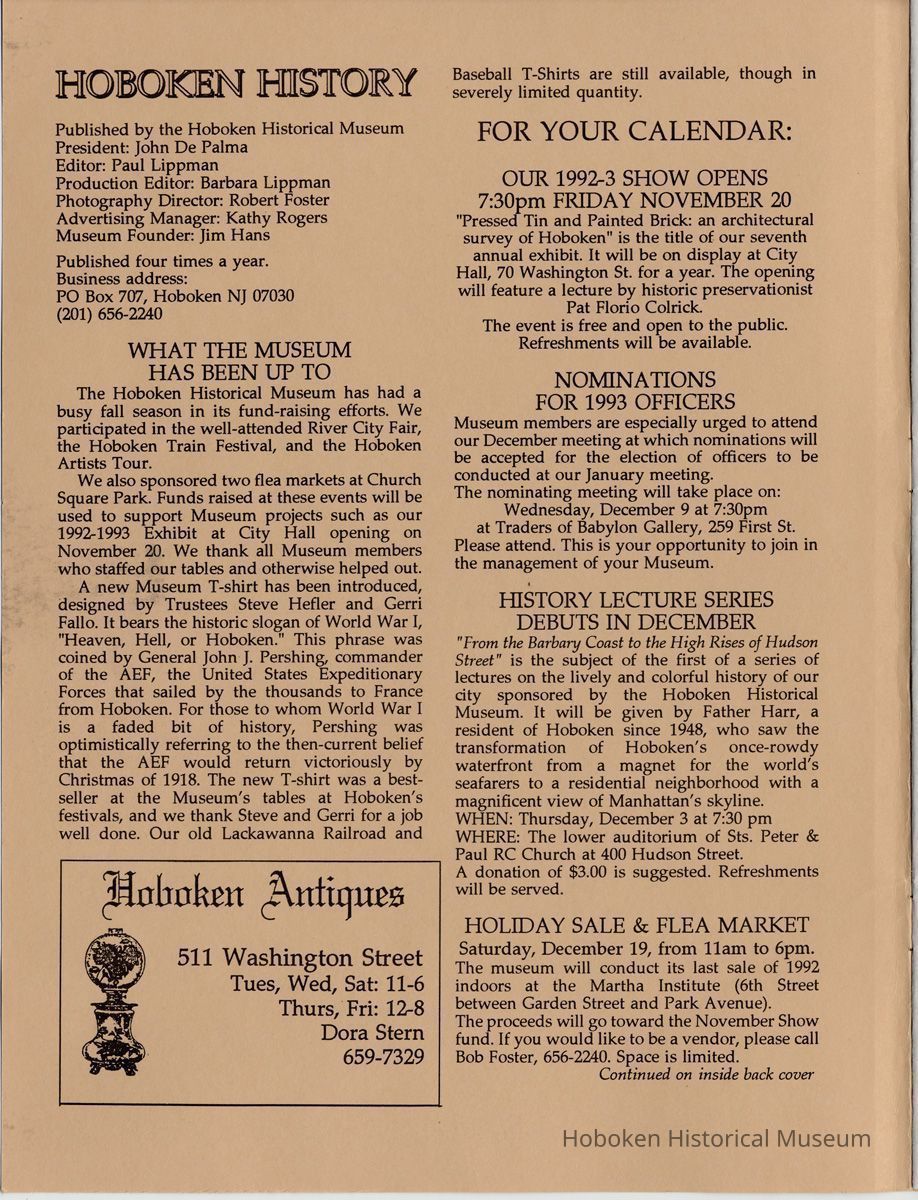 HOBOKEN HISTORY
Published by the Hoboken Historical Museum
President: John De Palma
Editor: Paul Lippman
Production Editor: Barbara Lippman
Photography Director: Robert Foster
Advertising Manager: Kathy Rogers
Museum Founder: Jim Hans
Published four times a year.
Business address:
PO Box 707, Hoboken NJ 07030
(201) 656-2240
WHAT THE MUSEUM
HAS BEEN UP TO
The Hoboken Historical Museum has had a
busy fall season in its fund-raising efforts. We
participated in the well-attended River City Fair,
the Hoboken Train Festival, and the Hoboken
Artists Tour.
We also sponsored two flea markets at Church
Square Park. Funds raised at these events will be
used to support Museum projects such as our
1992-1993 Exhibit at City Hall opening on
November 20. We thank all Museum members
who staffed our tables and otherwise helped out.
A new Museum T-shirt has been introduced,
designed by Trustees Steve Hefler and Gerri
Fallo. It bears the historic slogan of World War I,
"Heaven, Hell, or Hoboken." This phrase was
coined by General John J. Pershing, commander
of the AEF, the United States Expeditionary
Forces that sailed by the thousands to France
from Hoboken. For those to whom World War I
is a faded bit of history, Pershing was
optimistically referring to the then-current belief
that the AEF would return victoriously by
Christmas of 1918. The new T-shirt was a best-
seller at the Museum's tables at Hoboken's
festivals, and we thank Steve and Gerri for a job
well done. Our old Lackawanna Railroad and
Hoboken Antiques
511 Washington Street
Tues, Wed, Sat: 11-6
Thurs, Fri: 12-8
Dora Stern
659-7329
Baseball T-Shirts are still available, though in
severely limited quantity.
FOR YOUR CALENDAR:
OUR 1992-3 SHOW OPENS
7:30pm FRIDAY NOVEMBER 20
"Pressed Tin and Painted Brick: an architectural
survey of Hoboken" is the title of our seventh
annual exhibit. It will be on display at City
Hall, 70 Washington St. for a year. The opening
will feature a lecture by historic preservationist
Pat Florio Colrick.
The event is free and open to the public.
Refreshments will be available.
NOMINATIONS
FOR 1993 OFFICERS
Museum members are especially urged to attend
our December meeting at which nominations will
be accepted for the election of officers to be
conducted at our January meeting.
The nominating meeting will take place on:
Wednesday, December 9 at 7:30pm
at Traders of Babylon Gallery, 259 First St.
Please attend. This is your opportunity to join in
the management of your Museum.
HISTORY LECTURE SERIES
DEBUTS IN DECEMBER
"From the Barbary Coast to the High Rises of Hudson
Street" is the subject of the first of a series of
lectures on the lively and colorful history of our
city sponsored by the Hoboken Historical
Museum. It will be given by Father Harr, a
resident of Hoboken since 1948, who saw the
transformation of Hoboken's once-rowdy
waterfront from a magnet for the world's
seafarers to a residential neighborhood with a
magnificent view of Manhattan's skyline.
WHEN: Thursday, December 3 at 7:30 pm
WHERE: The lower auditorium of Sts. Peter &
Paul RC Church at 400 Hudson Street.
A donation of $3.00 is suggested. Refreshments
will be served.
HOLIDAY SALE & FLEA MARKET
Saturday, December 19, from 11am to 6pm.
The museum will conduct its last sale of 1992
indoors at the Martha Institute (6th Street
between Garden Street and Park Avenue).
The proceeds will go toward the November Show
fund. If you would like to be a vendor, please call
Bob Foster, 656-2240. Space is limited.
Continued on inside back cover
Hoboken Historical Museum